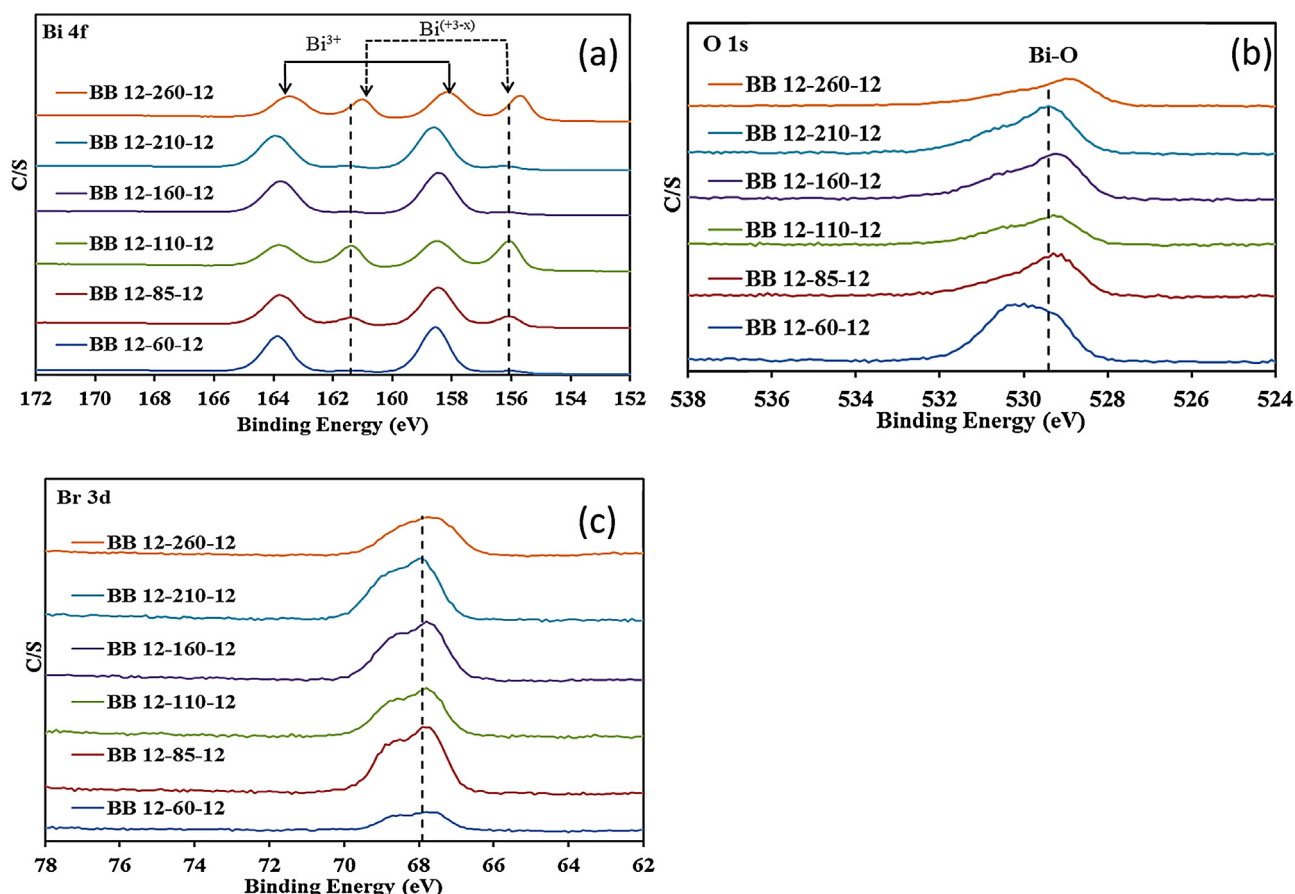 Bi 4f
Bi³⁺
Bi⁽⁺³⁻ˣ⁾
(a)
BB 12-260-12
BB 12-210-12
BB 12-160-12
BB 12-110-12
BB 12-85-12
BB 12-60-12
C/S
172 170 168 166 164 162 160 158 156 154 152
Binding Energy (eV)
O 1s
Bi-O
(b)
BB 12-260-12
BB 12-210-12
BB 12-160-12
BB 12-110-12
BB 12-85-12
BB 12-60-12
C/S
538 536 534 532 530 528 526 524
Binding Energy (eV)
Br 3d
(c)
BB 12-260-12
BB 12-210-12
BB 12-160-12
BB 12-110-12
BB 12-85-12
BB 12-60-12
C/S
78 76 74 72 70 68 66 64 62
Binding Energy (eV)